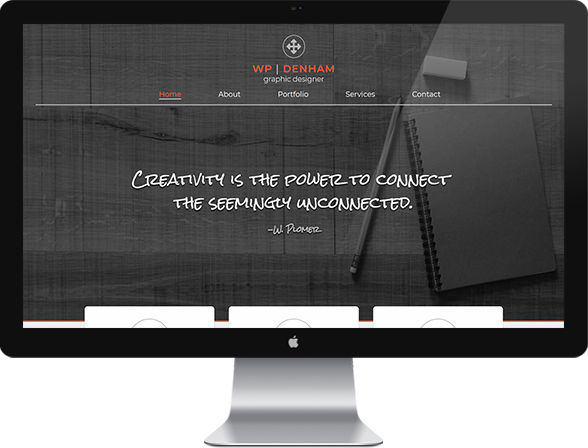 WP | DENHAM
graphic designer
Home About Portfolio Services Contact
Creativity is the power to connect
the seemingly unconnected.
-W. Plomer